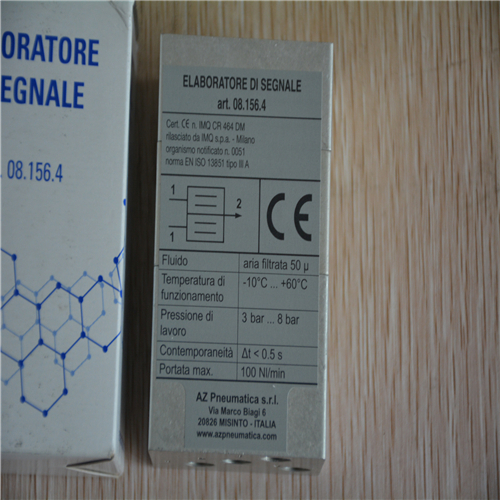 ORATORE
EGNALE
. 08.156.4
ELABORATORE DI SEGNALE
art. 08.156.4
Cert. CE n. IMQ CR 464 DM
rilasciato da IMQ s.p.a. - Milano
organismo notificato n. 0051
norma EN ISO 13851 tipo III A
1
2
1
CE
Fluido aria filtrata 50 µ
Temperatura di funzionamento -10°C ... +60°C
Pressione di lavoro 3 bar ... 8 bar
Contemporaneità Δt < 0.5 s
Portata max. 100 Nl/min
AZ Pneumatica s.r.l.
Via Marco Biagi 6
20826 MISINTO - ITALIA
www.azpneumatica.com